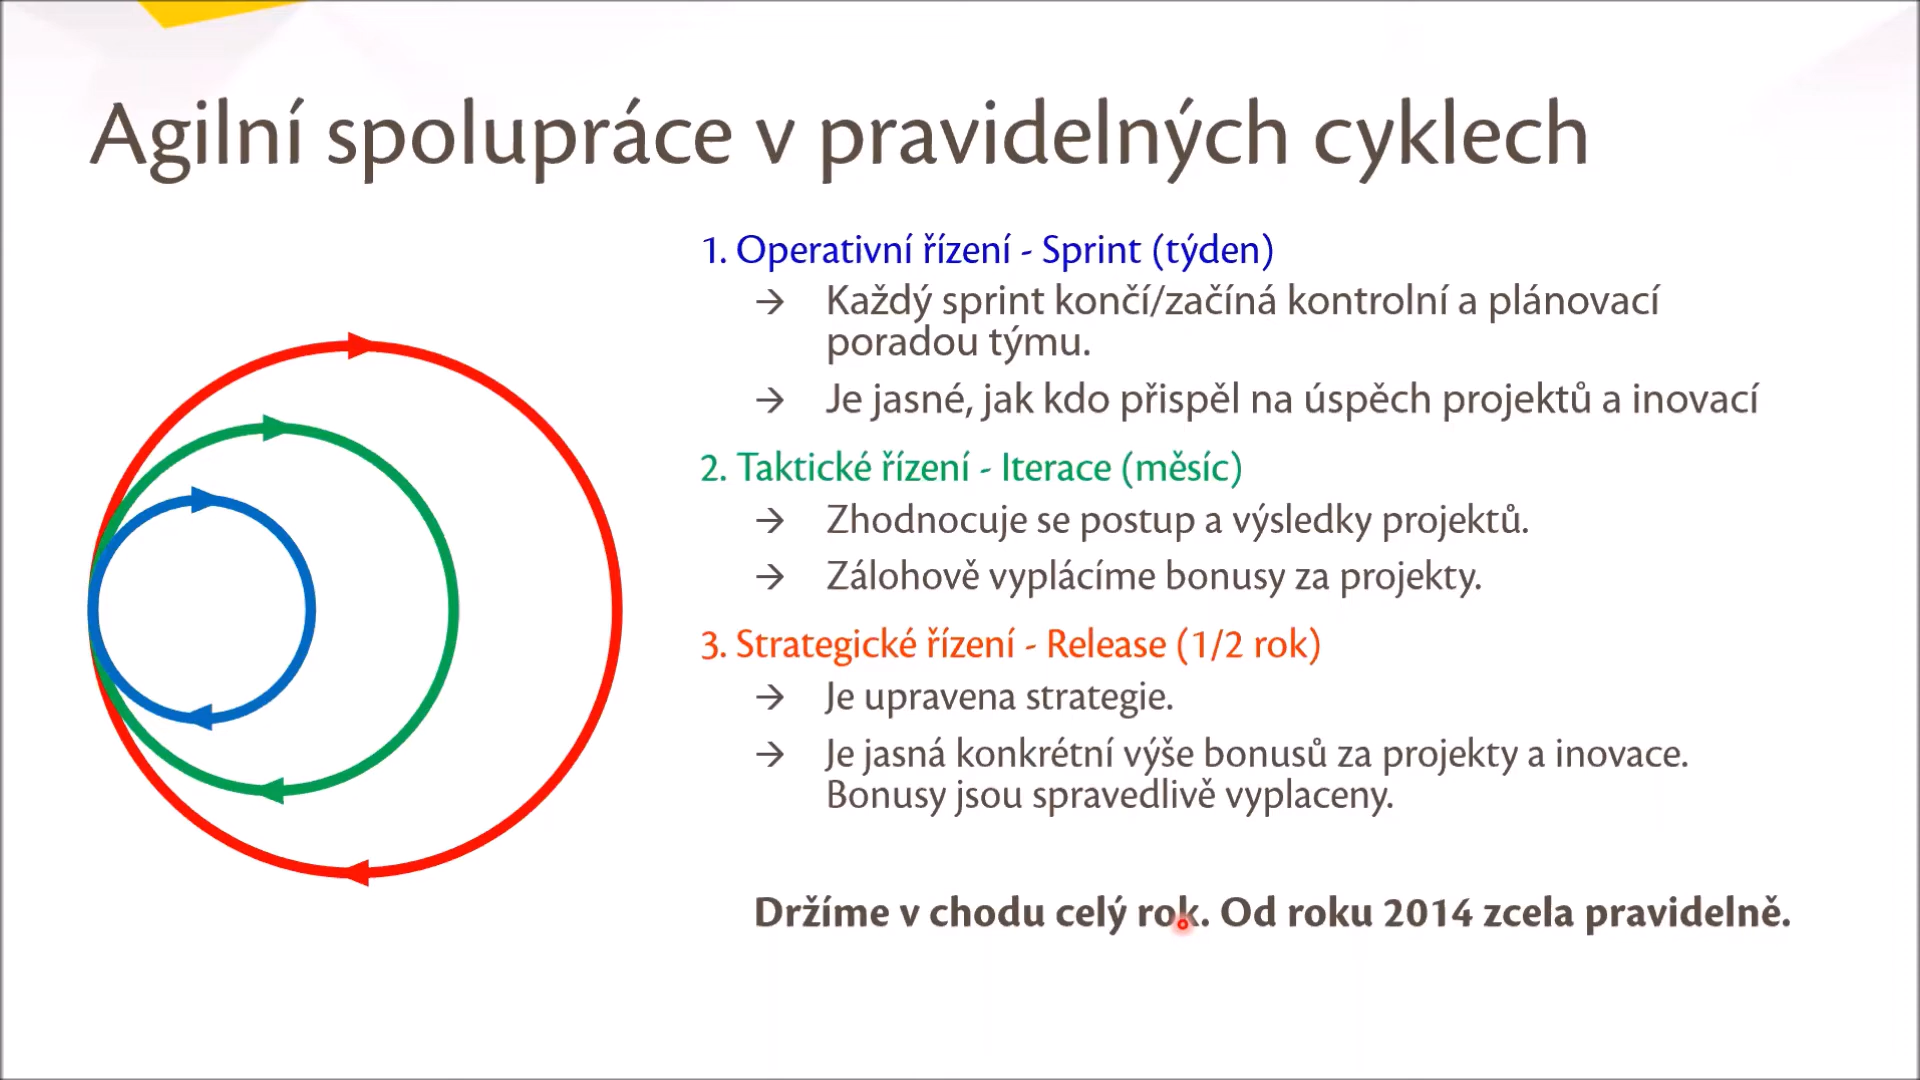 Agilní spolupráce v pravidelných cyklech
1. Operativní řízení - Sprint (týden)
→ Každý sprint končí/začíná kontrolní a plánovací
poradou týmu.
→ Je jasné, jak kdo přispěl na úspěch projektů a inovací
2. Taktické řízení - Iterace (měsíc)
→ Zhodnocuje se postup a výsledky projektů.
→ Zálohově vyplácíme bonusy za projekty.
3. Strategické řízení - Release (1/2 rok)
→ Je upravena strategie.
→ Je jasná konkrétní výše bonusů za projekty a inovace.
Bonusy jsou spravedlivě vyplaceny.
Držíme v chodu celý rok. Od roku 2014 zcela pravidelně.